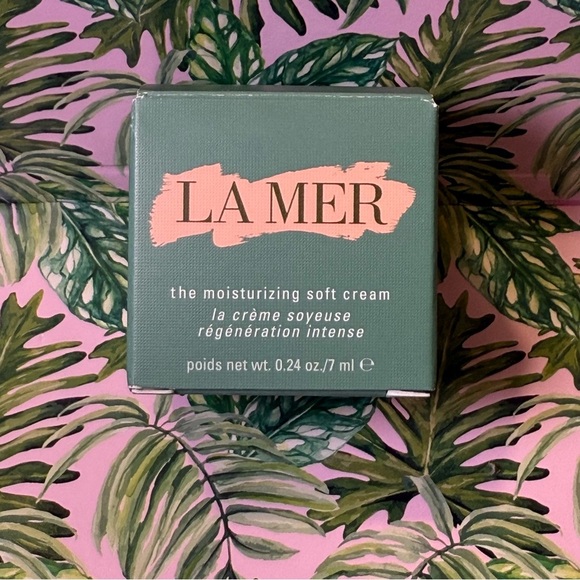 LA MER
the moisturizing soft cream
la crème soyeuse
régénération intense
poids net wt. 0.24 oz./7 ml ℮